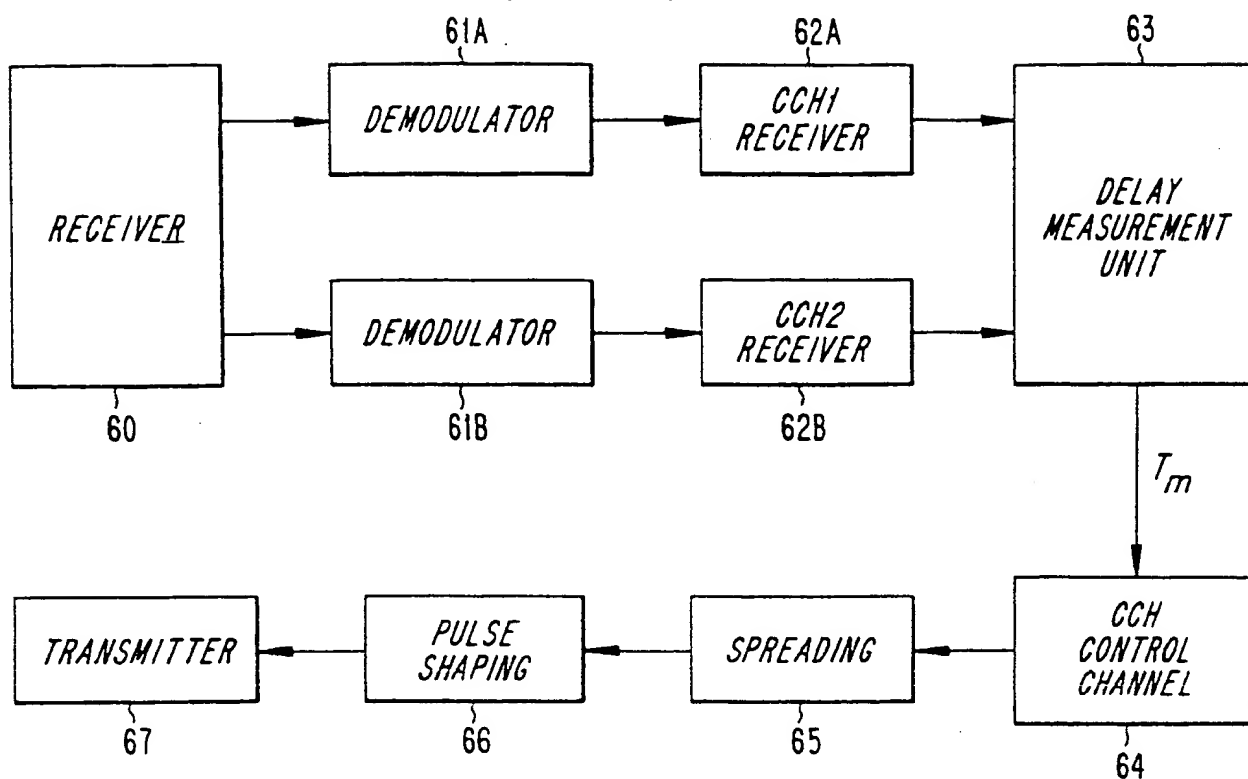 61A
62A
63
DEMODULATOR
CCH1
RECEIVER
RECEIVER
DELAY
MEASUREMENT
UNIT
DEMODULATOR
CCH2
RECEIVER
60
61B
62B
Tm
TRANSMITTER
PULSE
SHAPING
SPREADING
CCH
CONTROL
CHANNEL
67
66
65
64